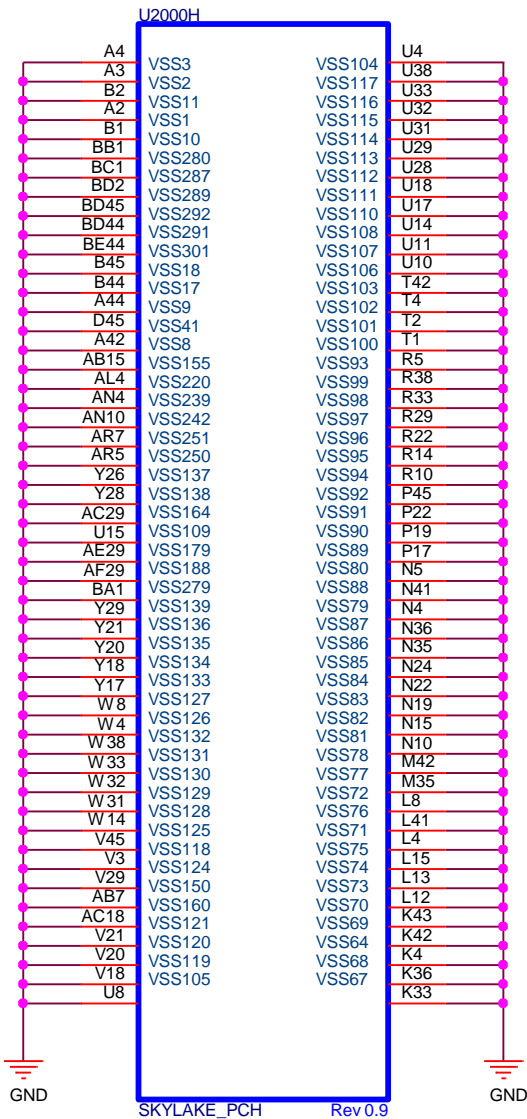 U2000H
A4 VSS3 VSS104 U4
A3 VSS2 VSS117 U38
B2 VSS11 VSS116 U33
A2 VSS1 VSS115 U32
B1 VSS10 VSS114 U31
BB1 VSS280 VSS113 U29
BC1 VSS287 VSS112 U28
BD2 VSS289 VSS111 U18
BD45 VSS292 VSS110 U17
BD44 VSS291 VSS108 U14
BE44 VSS301 VSS107 U11
B45 VSS18 VSS106 U10
B44 VSS17 VSS103 T42
A44 VSS9 VSS102 T4
D45 VSS41 VSS101 T2
A42 VSS8 VSS100 T1
AB15 VSS155 VSS93 R5
AL4 VSS220 VSS99 R38
AN4 VSS239 VSS98 R33
AN10 VSS242 VSS97 R29
AR7 VSS251 VSS96 R22
AR5 VSS250 VSS95 R14
Y26 VSS137 VSS94 R10
Y28 VSS138 VSS92 P45
AC29 VSS164 VSS91 P22
U15 VSS109 VSS90 P19
AE29 VSS179 VSS89 P17
AF29 VSS188 VSS80 N5
BA1 VSS279 VSS88 N41
Y29 VSS139 VSS79 N4
Y21 VSS136 VSS87 N36
Y20 VSS135 VSS86 N35
Y18 VSS134 VSS85 N24
Y17 VSS133 VSS84 N22
W8 VSS127 VSS83 N19
W4 VSS126 VSS82 N15
W38 VSS132 VSS81 N10
W33 VSS131 VSS78 M42
W32 VSS130 VSS77 M35
W31 VSS129 VSS72 L8
W14 VSS128 VSS76 L41
V45 VSS125 VSS71 L4
V3 VSS118 VSS75 L15
V29 VSS124 VSS74 L13
AB7 VSS150 VSS73 L12
AC18 VSS160 VSS70 K43
V21 VSS121 VSS69 K42
V20 VSS120 VSS64 K4
V18 VSS119 VSS68 K36
U8 VSS105 VSS67 K33
GND GND
SKYLAKE_PCH Rev 0.9